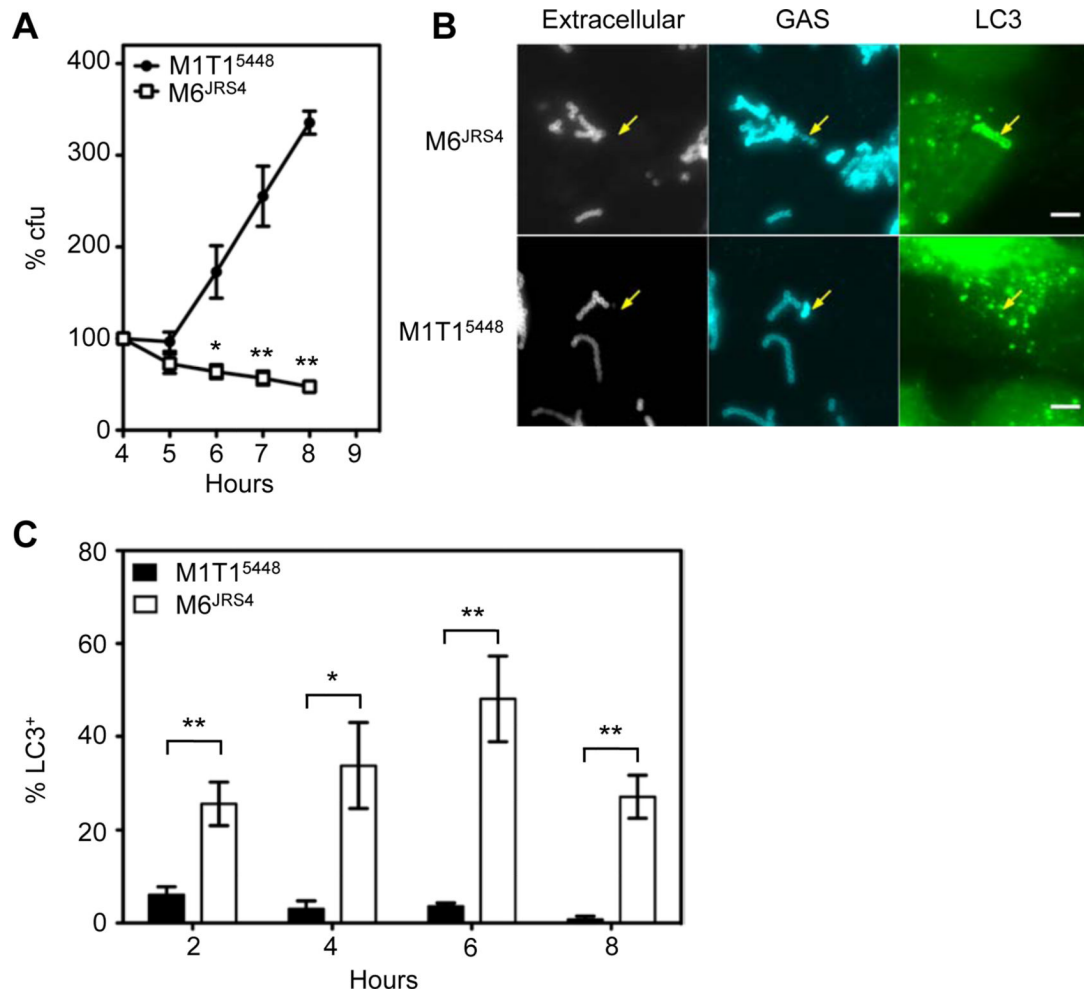 A
% cfu
400
300
200
100
0
M1T1⁵⁴⁴⁸
M6ᴶᴿˢ⁴
*
**
**
4 5 6 7 8 9
Hours
B
Extracellular GAS LC3
M6ᴶᴿˢ⁴
M1T1⁵⁴⁴⁸
C
% LC3⁺
80
60
40
20
0
M1T1⁵⁴⁴⁸
M6ᴶᴿˢ⁴
**
*
**
**
2 4 6 8
Hours